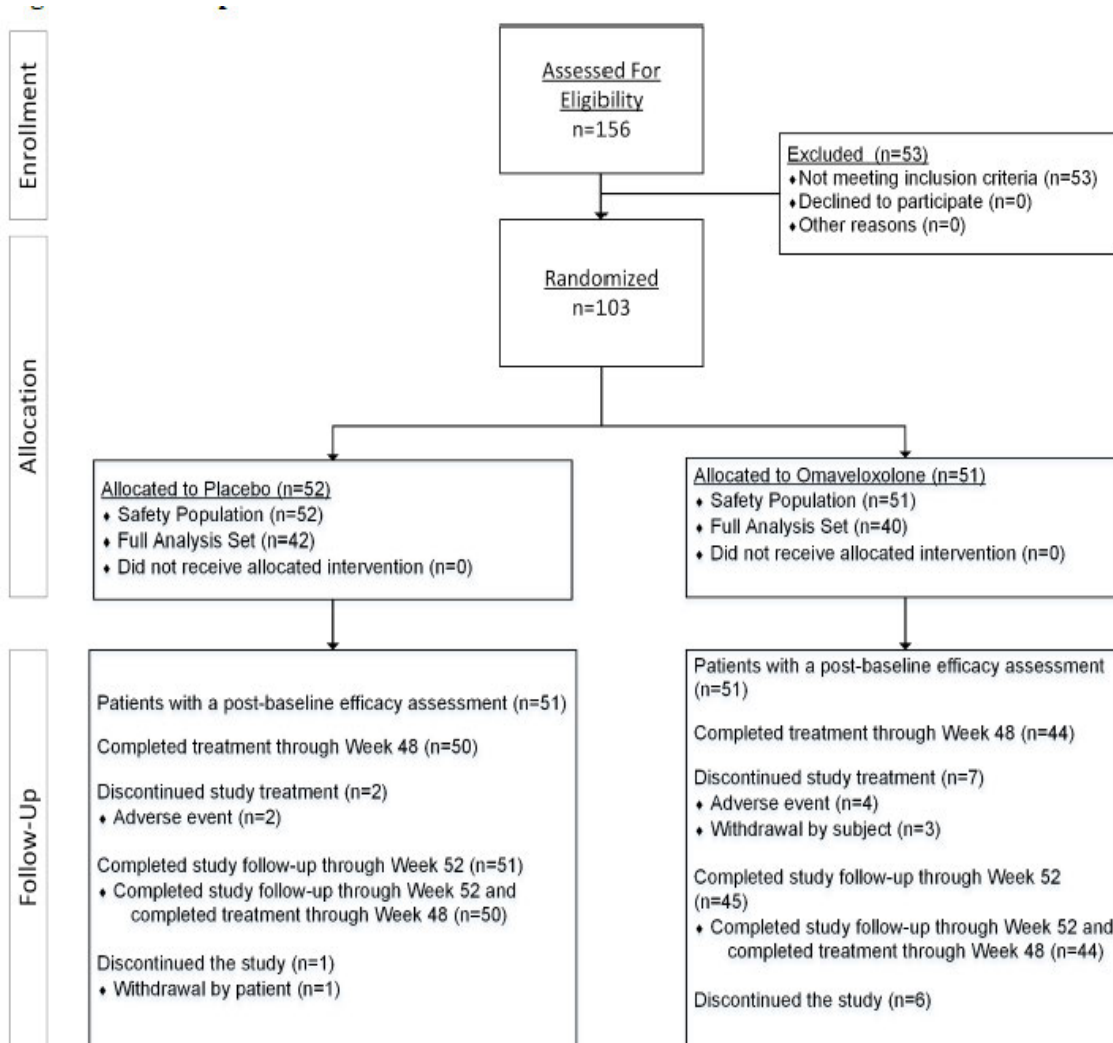 Enrollment
Assessed For
Eligibility
n=156
Excluded (n=53)
♦Not meeting inclusion criteria (n=53)
♦Declined to participate (n=0)
♦Other reasons (n=0)
Allocation
Randomized
n=103
Allocated to Placebo (n=52)
♦ Safety Population (n=52)
♦ Full Analysis Set (n=42)
♦ Did not receive allocated intervention (n=0)
Allocated to Omaveloxolone (n=51)
♦ Safety Population (n=51)
♦ Full Analysis Set (n=40)
♦ Did not receive allocated intervention (n=0)
Follow-Up
Patients with a post-baseline efficacy assessment (n=51)
Completed treatment through Week 48 (n=50)
Discontinued study treatment (n=2)
♦ Adverse event (n=2)
Completed study follow-up through Week 52 (n=51)
♦ Completed study follow-up through Week 52 and
completed treatment through Week 48 (n=50)
Discontinued the study (n=1)
♦ Withdrawal by patient (n=1)
Patients with a post-baseline efficacy assessment
(n=51)
Completed treatment through Week 48 (n=44)
Discontinued study treatment (n=7)
♦ Adverse event (n=4)
♦ Withdrawal by subject (n=3)
Completed study follow-up through Week 52
(n=45)
♦ Completed study follow-up through Week 52 and
completed treatment through Week 48 (n=44)
Discontinued the study (n=6)